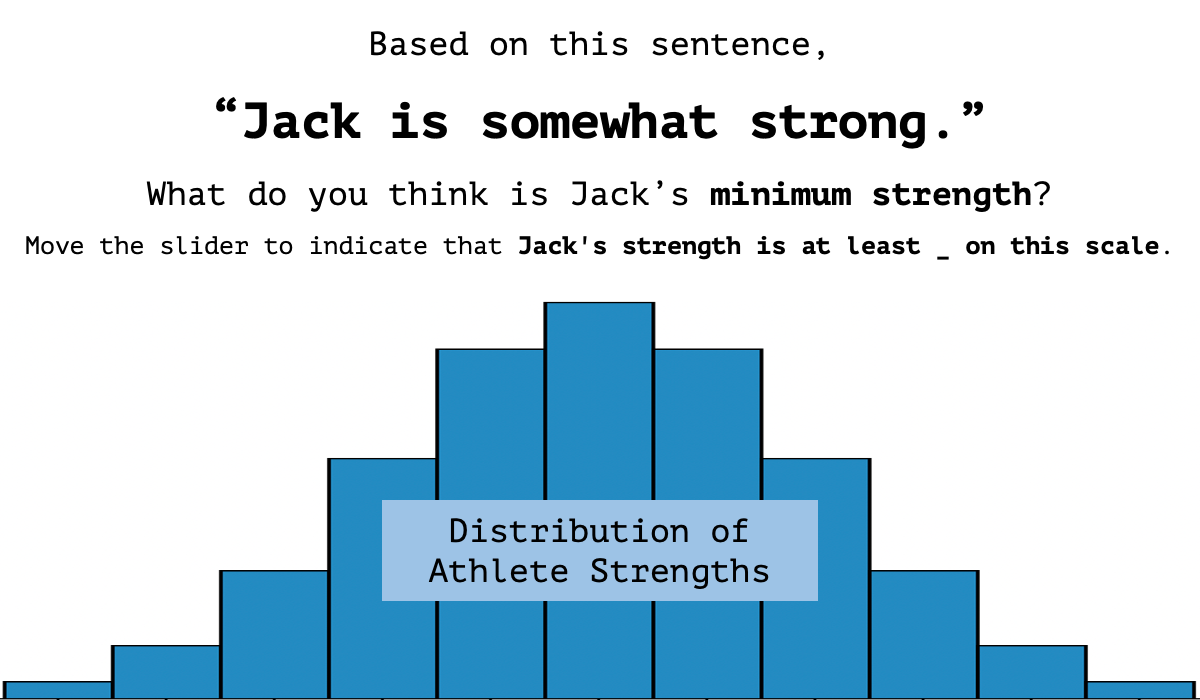 Based on this sentence,
“Jack is somewhat strong.”
What do you think is Jack’s minimum strength?
Move the slider to indicate that Jack's strength is at least _ on this scale.
Distribution of
Athlete Strengths